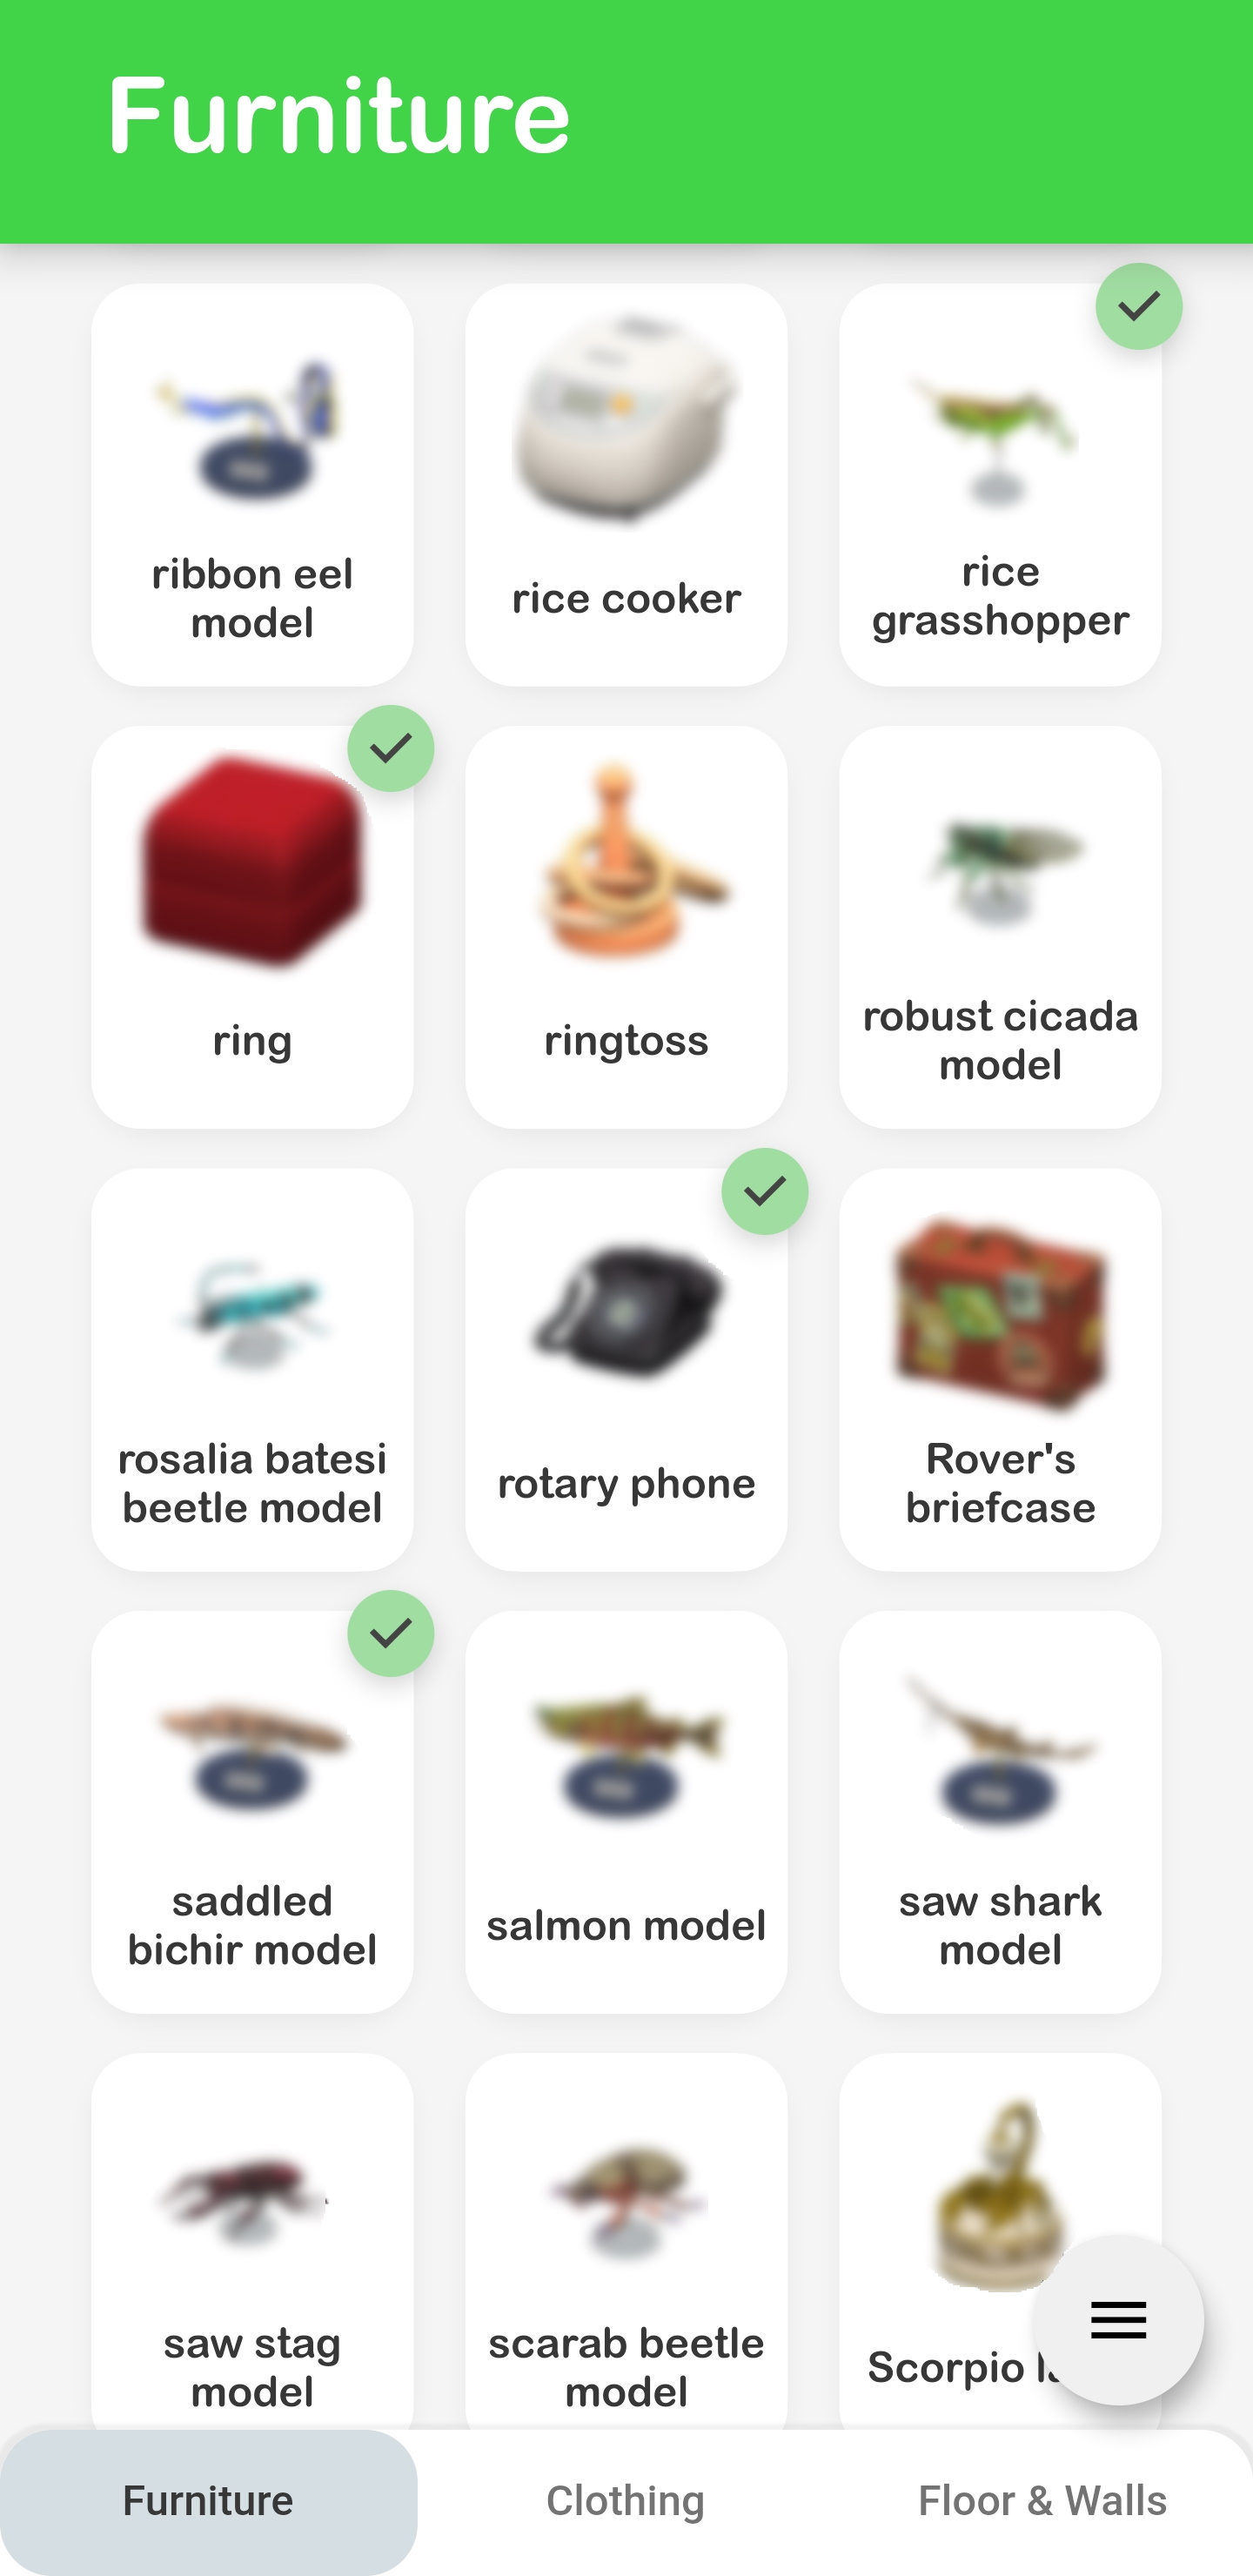 Furniture
ribbon eel
model
rice cooker
rice
grasshopper
ring
ringtoss
robust cicada
model
rosalia batesi
beetle model
rotary phone
Rover's
briefcase
saddled
bichir model
salmon model
saw shark
model
saw stag
model
scarab beetle
model
Scorpio
Furniture
Clothing
Floor & Walls